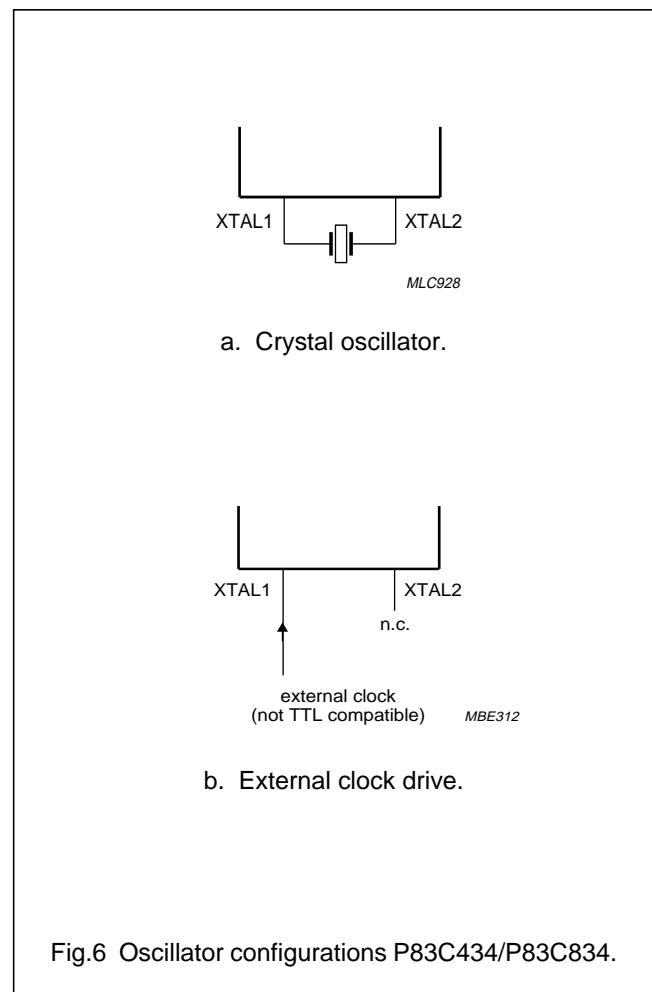 XTAL1 XTAL2
MLC928
a. Crystal oscillator.
XTAL1 XTAL2
n.c.
external clock
(not TTL compatible) MBE312
b. External clock drive.
Fig.6 Oscillator configurations P83C434/P83C834.